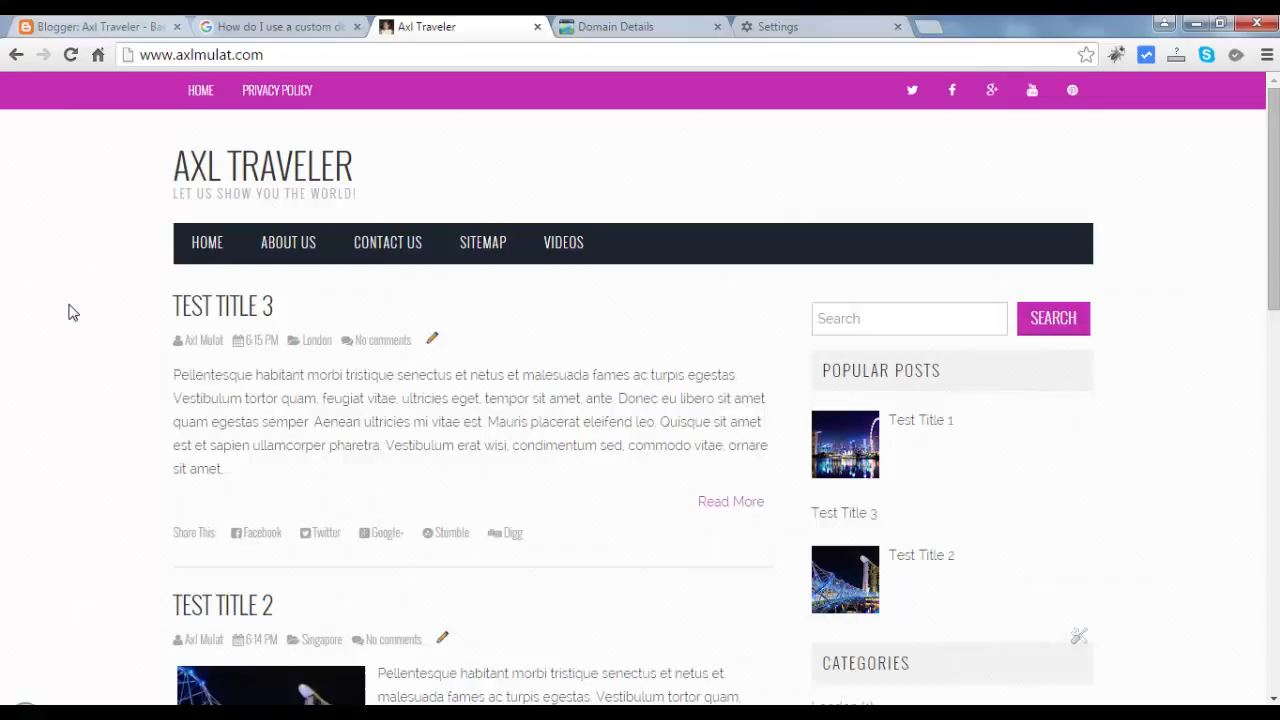 Blogger: Axl Traveler - Bas
How do I use a custom do
Axl Traveler
Domain Details
Settings
www.axlmulat.com
HOME
PRIVACY POLICY
AXL TRAVELER
LET US SHOW YOU THE WORLD!
HOME
ABOUT US
CONTACT US
SITEMAP
VIDEOS
TEST TITLE 3
Axl Mulat 6:15 PM London No comments
Pellentesque habitant morbi tristique senectus et netus et malesuada fames ac turpis egestas.
Vestibulum tortor quam, feugiat vitae, ultricies eget, tempor sit amet, ante. Donec eu libero sit amet
quam egestas semper. Aenean ultricies mi vitae est. Mauris placerat eleifend leo. Quisque sit amet
est et sapien ullamcorper pharetra. Vestibulum erat wisi, condimentum sed, commodo vitae, ornare
sit amet,...
Read More
Share This: Facebook Twitter Google+ Stumble Digg
TEST TITLE 2
Axl Mulat 6:14 PM Singapore No comments
Pellentesque habitant morbi tristique senectus et netus et
malesuada fames ac turpis egestas. Vestibulum tortor quam,
Search
SEARCH
POPULAR POSTS
Test Title 1
Test Title 3
Test Title 2
CATEGORIES